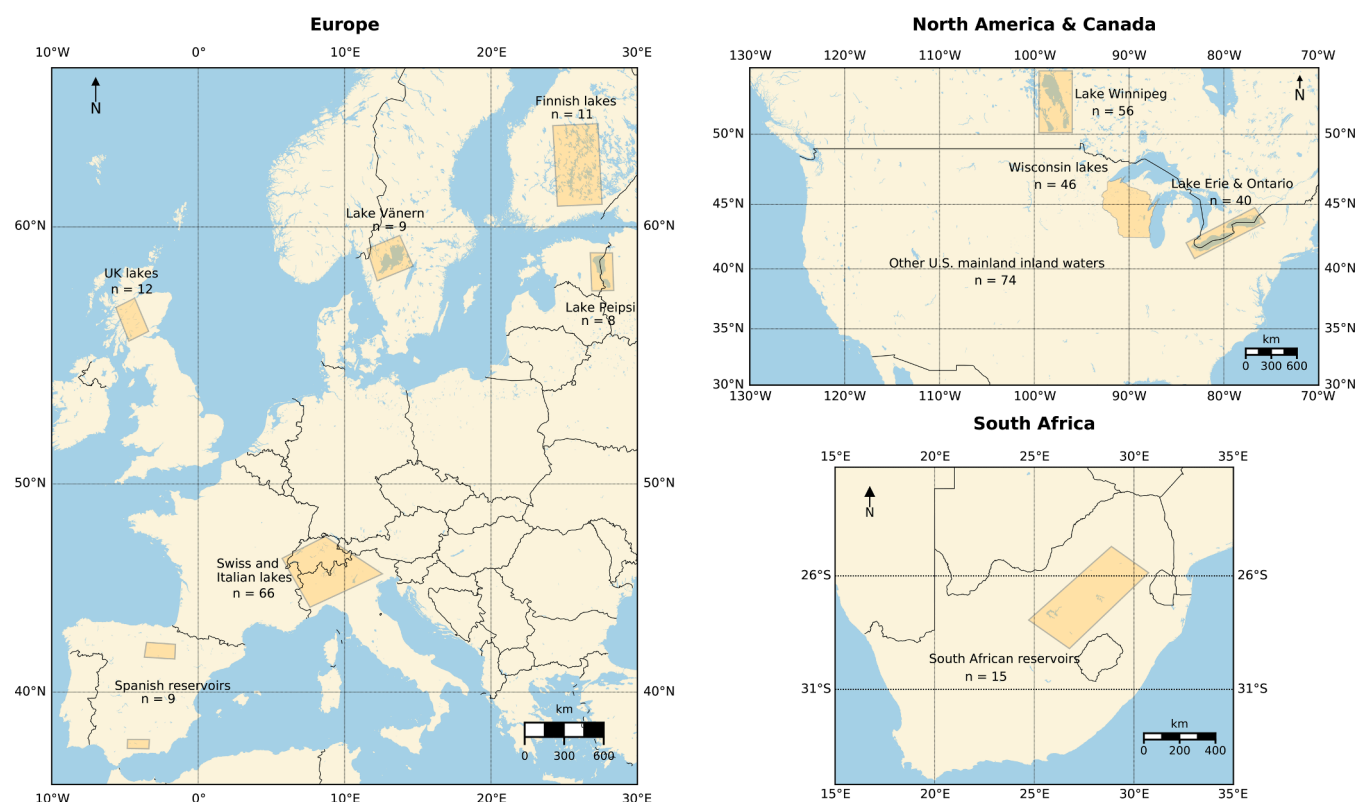 Europe
10°W 0° 10°E 20°E 30°E
N
Finnish lakes
n = 11
Lake Vänern
n = 9
60°N 60°N
UK lakes
n = 12
Lake Peipsi
n = 8
50°N 50°N
Swiss and
Italian lakes
n = 66
Spanish reservoirs
n = 9
40°N 40°N
km
0 300 600
10°W 0° 10°E 20°E 30°E
North America & Canada
130°W 120°W 110°W 100°W 90°W 80°W 70°W
N
Lake Winnipeg
n = 56
50°N 50°N
Wisconsin lakes
n = 46
Lake Erie & Ontario
n = 40
45°N 45°N
Other U.S. mainland inland waters
n = 74
40°N 40°N
35°N 35°N
km
0 300 600
30°N 30°N
130°W 120°W 110°W 100°W 90°W 80°W 70°W
South Africa
15°E 20°E 25°E 30°E 35°E
N
26°S 26°S
South African reservoirs
n = 15
31°S 31°S
km
0 200 400
15°E 20°E 25°E 30°E 35°E